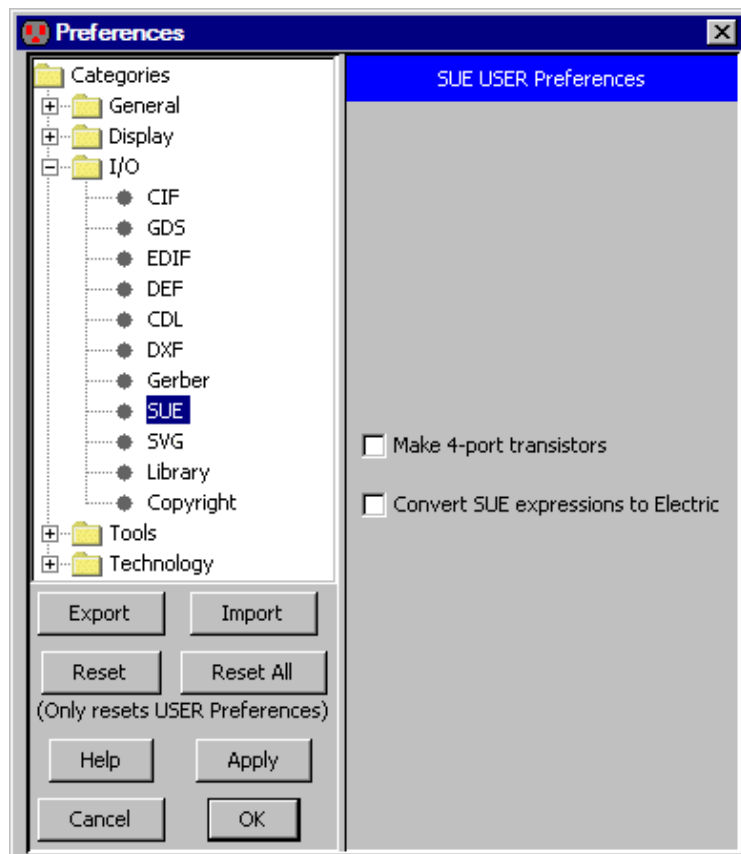 Preferences
Categories
General
Display
I/O
CIF
GDS
EDIF
DEF
CDL
DXF
Gerber
SUE
SVG
Library
Copyright
Tools
Technology
Export Import
Reset Reset All
(Only resets USER Preferences)
Help Apply
Cancel OK
SUE USER Preferences
Make 4-port transistors
Convert SUE expressions to Electric